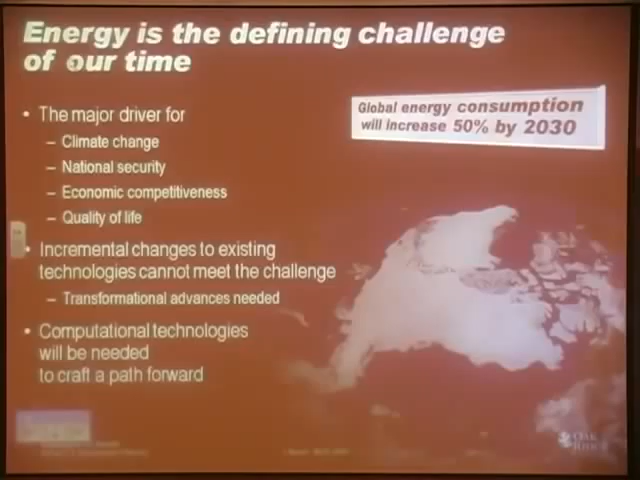 Energy is the defining challenge
of our time
• The major driver for
– Climate change
– National security
– Economic competitiveness
– Quality of life
• Incremental changes to existing
technologies cannot meet the challenge
– Transformational advances needed
• Computational technologies
will be needed
to craft a path forward
Global energy consumption
will increase 50% by 2030
OAK
RIDGE